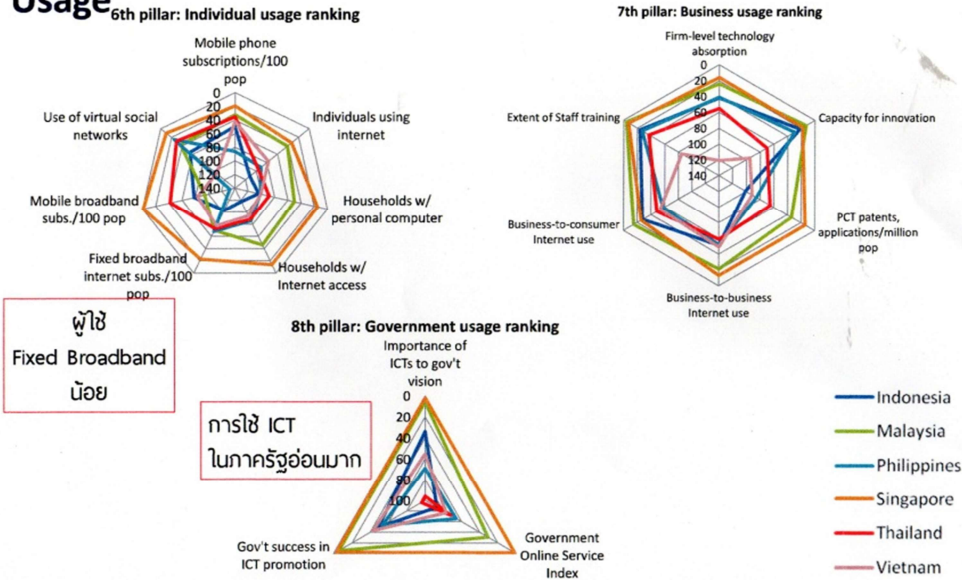 Usage
6th pillar: Individual usage ranking
Mobile phone
subscriptions/100
pop
0
20
40
60
80
100
120
140
Individuals using
internet
Households w/
personal computer
Households w/
Internet access
Fixed broadband
internet subs./100
pop
Mobile broadband
subs./100 pop
Use of virtual social
networks
7th pillar: Business usage ranking
Firm-level technology
absorption
0
20
40
60
80
100
120
140
Capacity for innovation
PCT patents,
applications/million
pop
Business-to-business
Internet use
Business-to-consumer
Internet use
Extent of Staff training
ผู้ใช้
Fixed Broadband
น้อย
8th pillar: Government usage ranking
Importance of
ICTs to gov't
vision
0
20
40
60
80
100
Government
Online Service
Index
Gov't success in
ICT promotion
การใช้ ICT
ในภาครัฐอ่อนมาก
Indonesia
Malaysia
Philippines
Singapore
Thailand
Vietnam